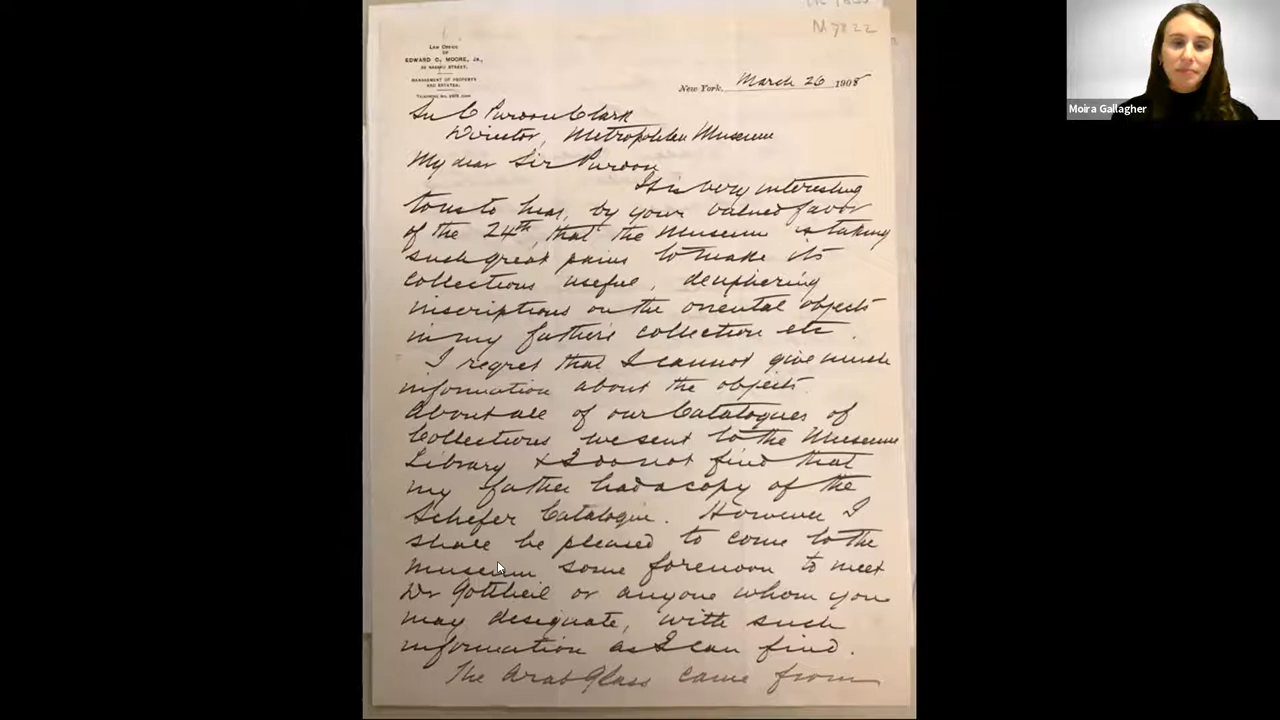 M7822
LAW OFFICE
OF
EDWARD C. MOORE, JR.,
NASSAU STREET.
MANAGEMENT OF PROPERTY
AND ESTATES.
New York, March 26 1908
Sir C Purdon Clark
Director, Metropolitan Museum
My dear Sir Purdon
It is very interesting
to us to hear, by your valued favor
of the 24th, that the Museum is taking
such great pains to make its
collections useful, deciphering
inscriptions on the oriental objects
in my father's collection etc.
I regret that I cannot give much
information about the objects.
About all of our Catalogues of
Collections we sent to the Museum
Library & I do not find that
my father had a copy of the
Schefer Catalogue. However I
shall be pleased to come to the
Museum some forenoon to meet
Dr Gottheil or anyone whom you
may designate, with such
information as I can find.
The Arab Glass came from
Moira Gallagher